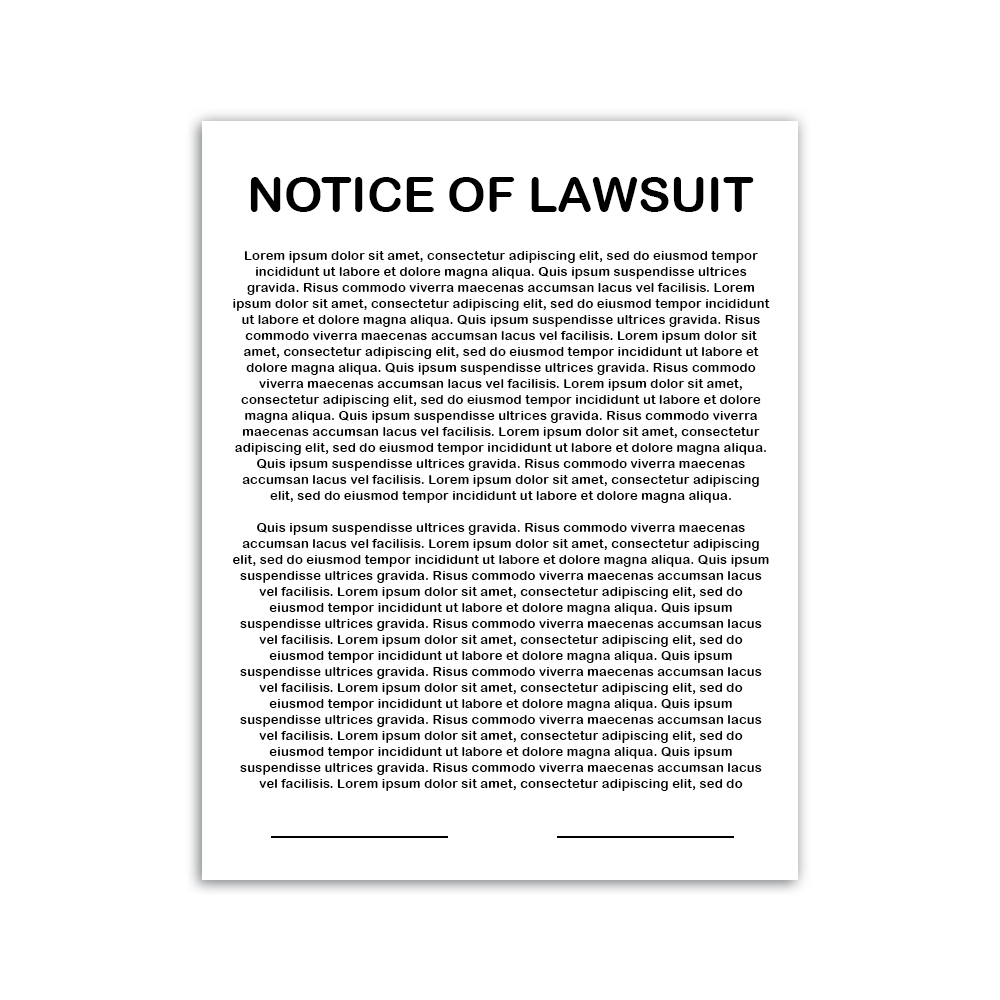 NOTICE OF LAWSUIT
Lorem ipsum dolor sit amet, consectetur adipiscing elit, sed do eiusmod tempor
incididunt ut labore et dolore magna aliqua. Quis ipsum suspendisse ultrices
gravida. Risus commodo viverra maecenas accumsan lacus vel facilisis. Lorem
ipsum dolor sit amet, consectetur adipiscing elit, sed do eiusmod tempor incididunt
ut labore et dolore magna aliqua. Quis ipsum suspendisse ultrices gravida. Risus
commodo viverra maecenas accumsan lacus vel facilisis. Lorem ipsum dolor sit
amet, consectetur adipiscing elit, sed do eiusmod tempor incididunt ut labore et
dolore magna aliqua. Quis ipsum suspendisse ultrices gravida. Risus commodo
viverra maecenas accumsan lacus vel facilisis. Lorem ipsum dolor sit amet,
consectetur adipiscing elit, sed do eiusmod tempor incididunt ut labore et dolore
magna aliqua. Quis ipsum suspendisse ultrices gravida. Risus commodo viverra
maecenas accumsan lacus vel facilisis. Lorem ipsum dolor sit amet, consectetur
adipiscing elit, sed do eiusmod tempor incididunt ut labore et dolore magna aliqua.
Quis ipsum suspendisse ultrices gravida. Risus commodo viverra maecenas
accumsan lacus vel facilisis. Lorem ipsum dolor sit amet, consectetur adipiscing
elit, sed do eiusmod tempor incididunt ut labore et dolore magna aliqua.
Quis ipsum suspendisse ultrices gravida. Risus commodo viverra maecenas
accumsan lacus vel facilisis. Lorem ipsum dolor sit amet, consectetur adipiscing
elit, sed do eiusmod tempor incididunt ut labore et dolore magna aliqua. Quis ipsum
suspendisse ultrices gravida. Risus commodo viverra maecenas accumsan lacus
vel facilisis. Lorem ipsum dolor sit amet, consectetur adipiscing elit, sed do
eiusmod tempor incididunt ut labore et dolore magna aliqua. Quis ipsum
suspendisse ultrices gravida. Risus commodo viverra maecenas accumsan lacus
vel facilisis. Lorem ipsum dolor sit amet, consectetur adipiscing elit, sed do
eiusmod tempor incididunt ut labore et dolore magna aliqua. Quis ipsum
suspendisse ultrices gravida. Risus commodo viverra maecenas accumsan lacus
vel facilisis. Lorem ipsum dolor sit amet, consectetur adipiscing elit, sed do
eiusmod tempor incididunt ut labore et dolore magna aliqua. Quis ipsum
suspendisse ultrices gravida. Risus commodo viverra maecenas accumsan lacus
vel facilisis. Lorem ipsum dolor sit amet, consectetur adipiscing elit, sed do
eiusmod tempor incididunt ut labore et dolore magna aliqua. Quis ipsum
suspendisse ultrices gravida. Risus commodo viverra maecenas accumsan lacus
vel facilisis. Lorem ipsum dolor sit amet, consectetur adipiscing elit, sed do